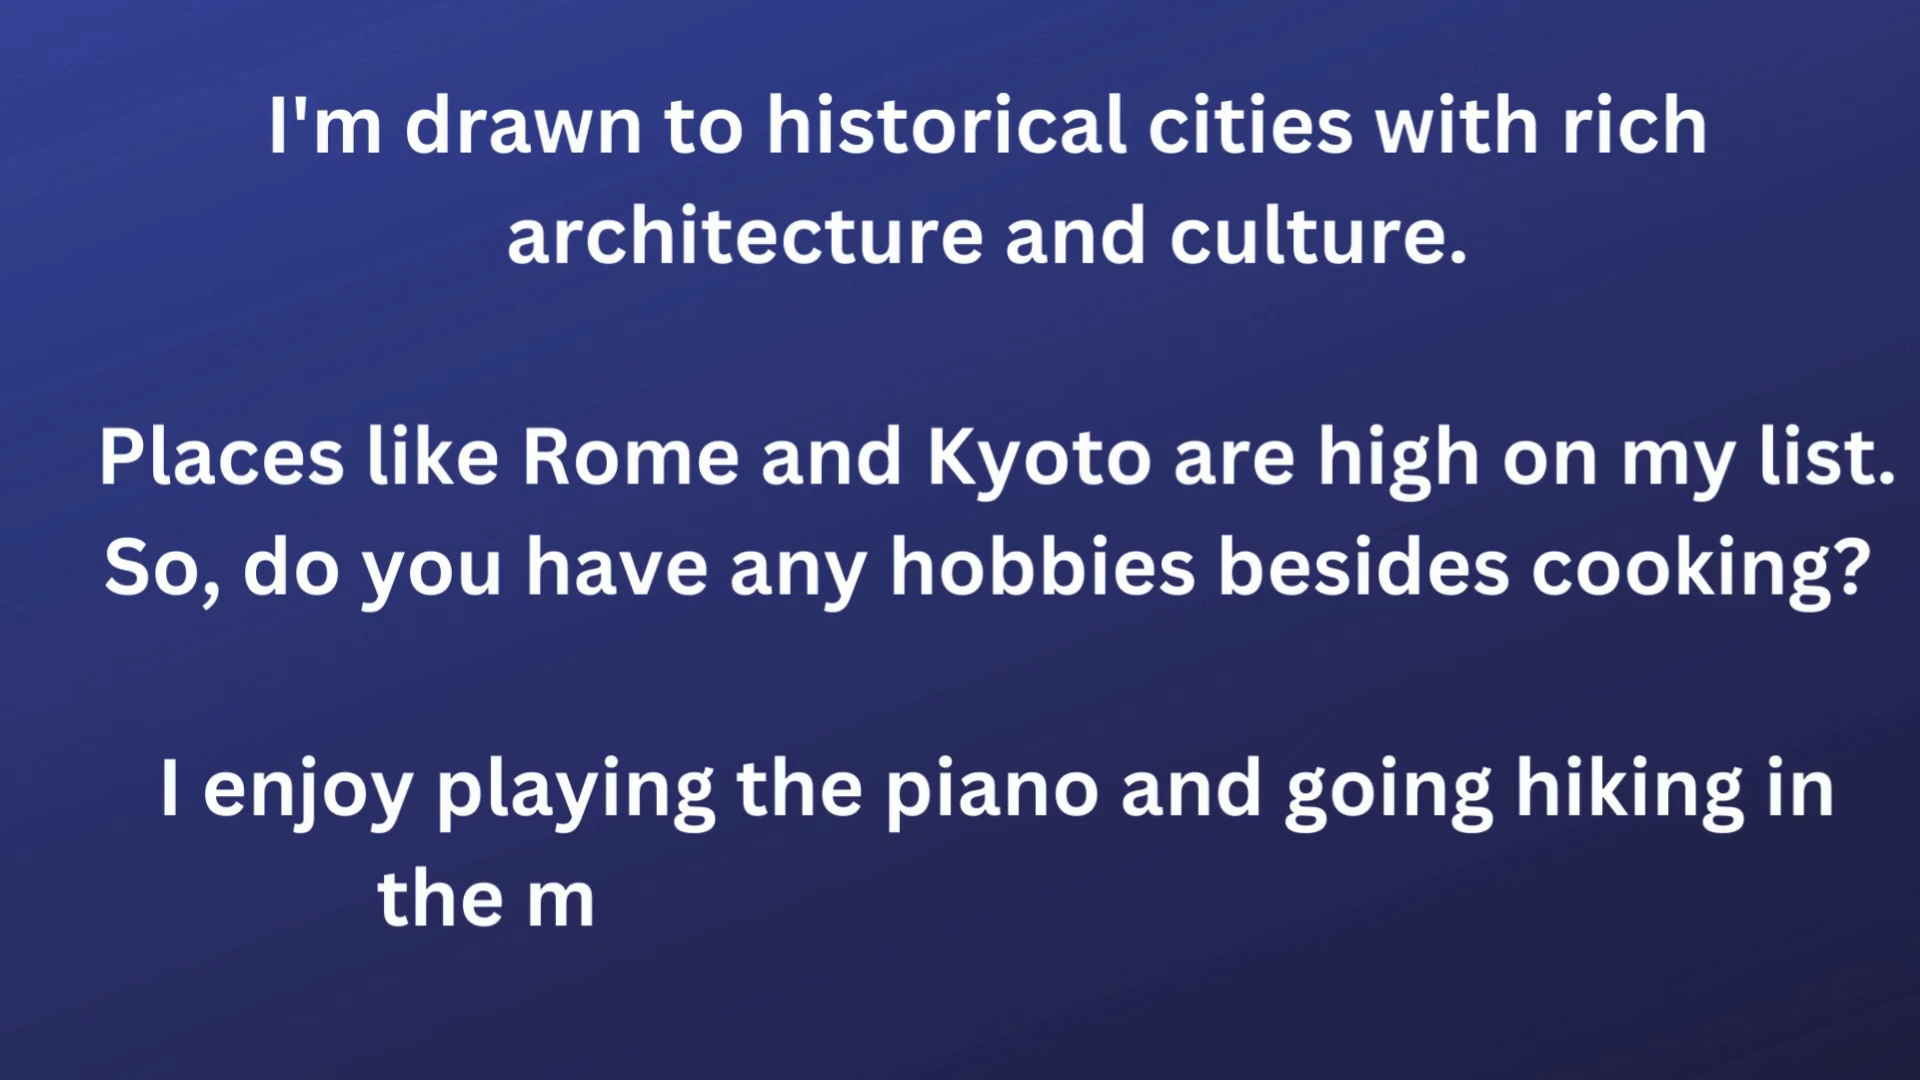 I'm drawn to historical cities with rich
architecture and culture.
Places like Rome and Kyoto are high on my list.
So, do you have any hobbies besides cooking?
I enjoy playing the piano and going hiking in
the m